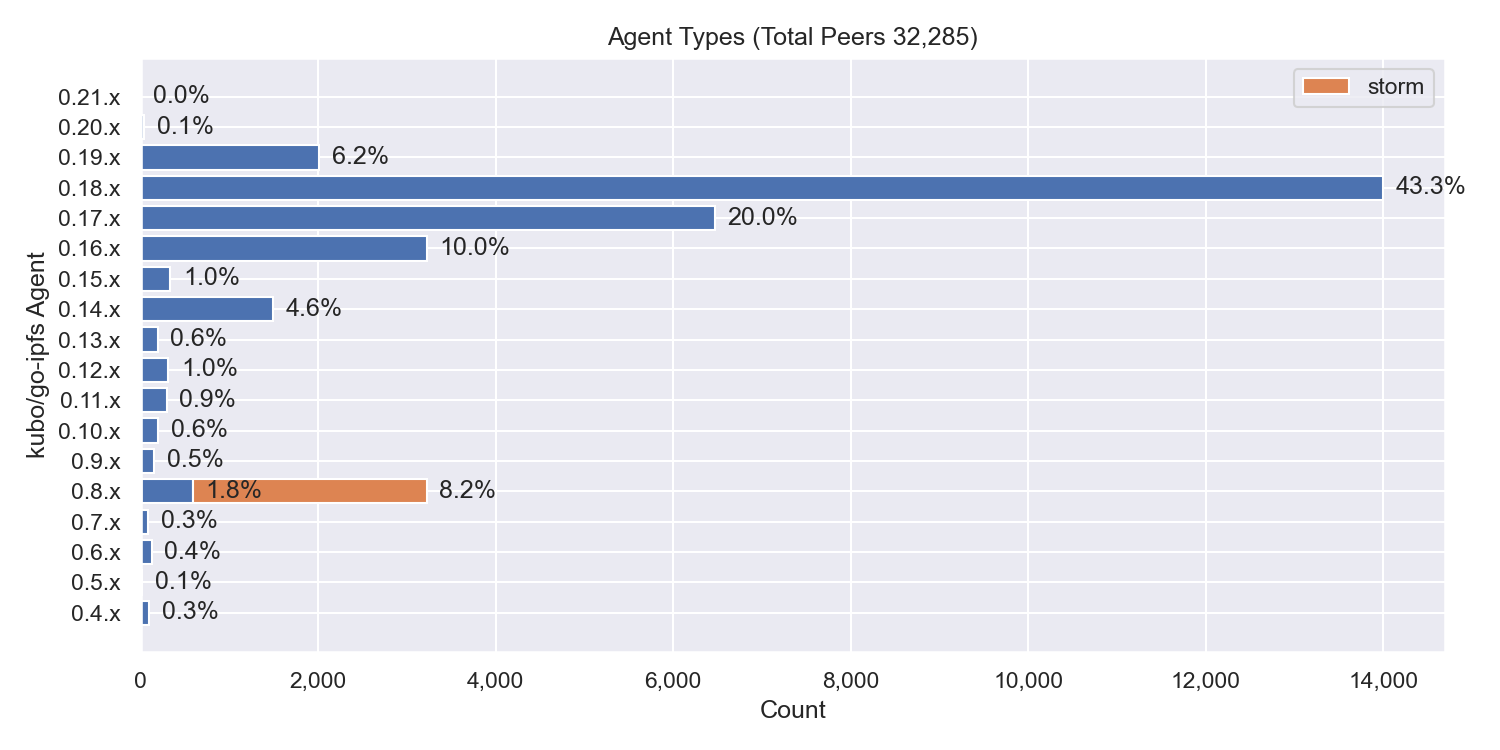 Agent Types (Total Peers 32,285)
storm
kubo/go-ipfs Agent
0.21.x 0.0%
0.20.x 0.1%
0.19.x 6.2%
0.18.x 43.3%
0.17.x 20.0%
0.16.x 10.0%
0.15.x 1.0%
0.14.x 4.6%
0.13.x 0.6%
0.12.x 1.0%
0.11.x 0.9%
0.10.x 0.6%
0.9.x 0.5%
0.8.x 1.8% 8.2%
0.7.x 0.3%
0.6.x 0.4%
0.5.x 0.1%
0.4.x 0.3%
0 2,000 4,000 6,000 8,000 10,000 12,000 14,000
Count